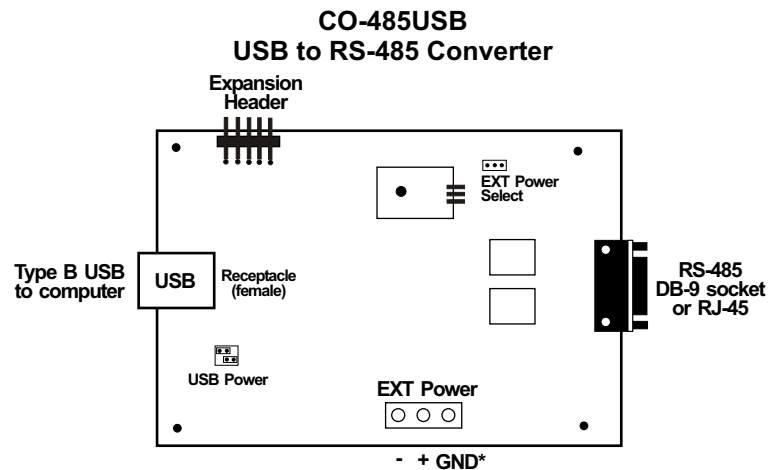 CO-485USB
USB to RS-485 Converter
Expansion
Header
EXT Power
Select
Type B USB
to computer
USB
Receptacle
(female)
RS-485
DB-9 socket
or RJ-45
USB Power
EXT Power
- + GND*